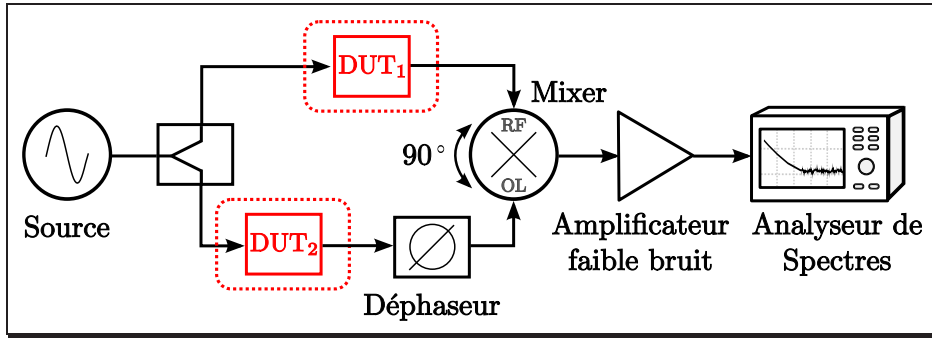 DUT₁
Mixer
RF
90°
OL
Source
DUT₂
Déphaseur
Amplificateur
faible bruit
Analyseur de
Spectres